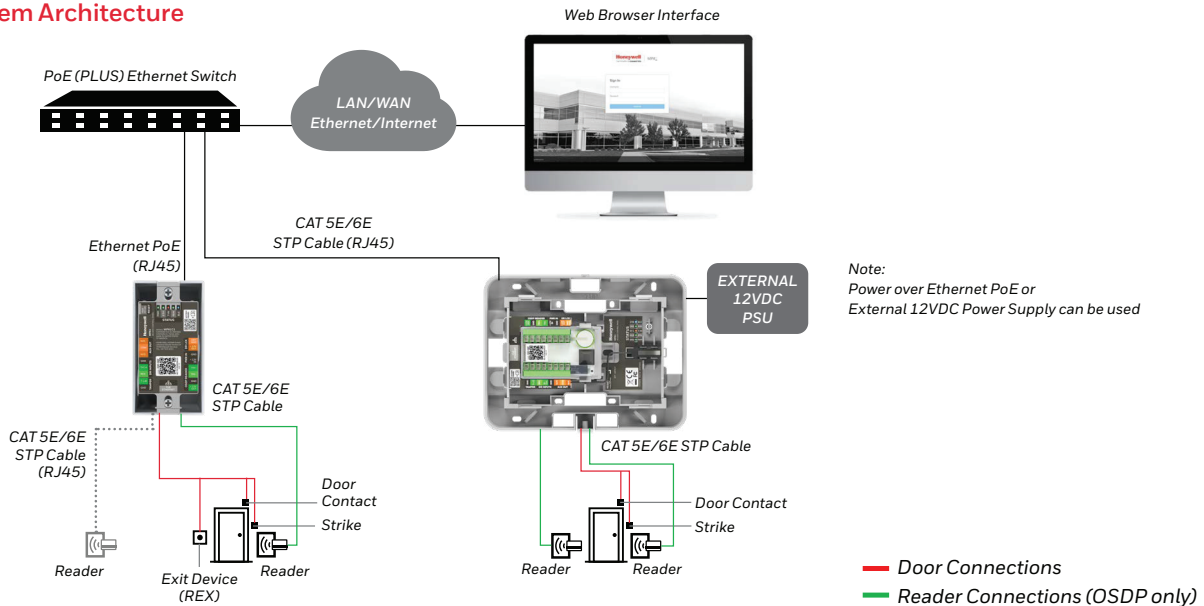 em Architecture
Web Browser Interface
PoE (PLUS) Ethernet Switch
LAN/WAN
Ethernet/Internet
Honeywell
Sign In
CAT 5E/6E
STP Cable (RJ45)
Ethernet PoE
(RJ45)
EXTERNAL
12VDC
PSU
Note:
Power over Ethernet PoE or
External 12VDC Power Supply can be used
CAT 5E/6E
STP Cable
CAT 5E/6E
STP Cable
(RJ45)
CAT 5E/6E STP Cable
Door
Contact
Strike
Door Contact
Strike
Reader
Exit Device
(REX)
Reader
Reader
Reader
Door Connections
Reader Connections (OSDP only)